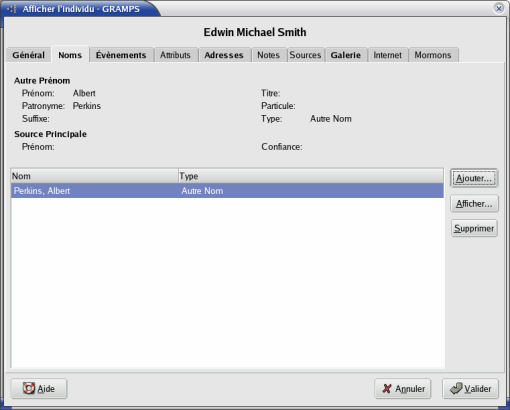 Afficher l'individu - GRAMPS
Edwin Michael Smith
Général Noms Évènements Attributs Adresses Notes Sources Galerie Internet Mormons
Autre Prénom
Prénom: Albert Titre:
Patronyme: Perkins Particule:
Suffixe: Type: Autre Nom
Source Principale
Prénom: Confiance:
Nom Type
Perkins, Albert Autre Nom
Ajouter...
Afficher...
Supprimer
Aide Annuler Valider